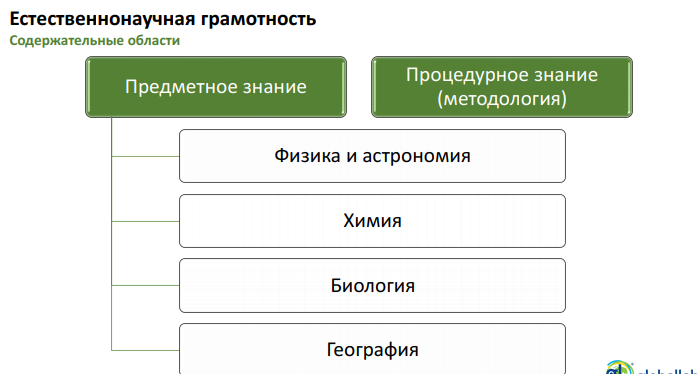 Естественнонаучная грамотность
Содержательные области
Предметное знание
Процедурное знание
(методология)
Физика и астрономия
Химия
Биология
География